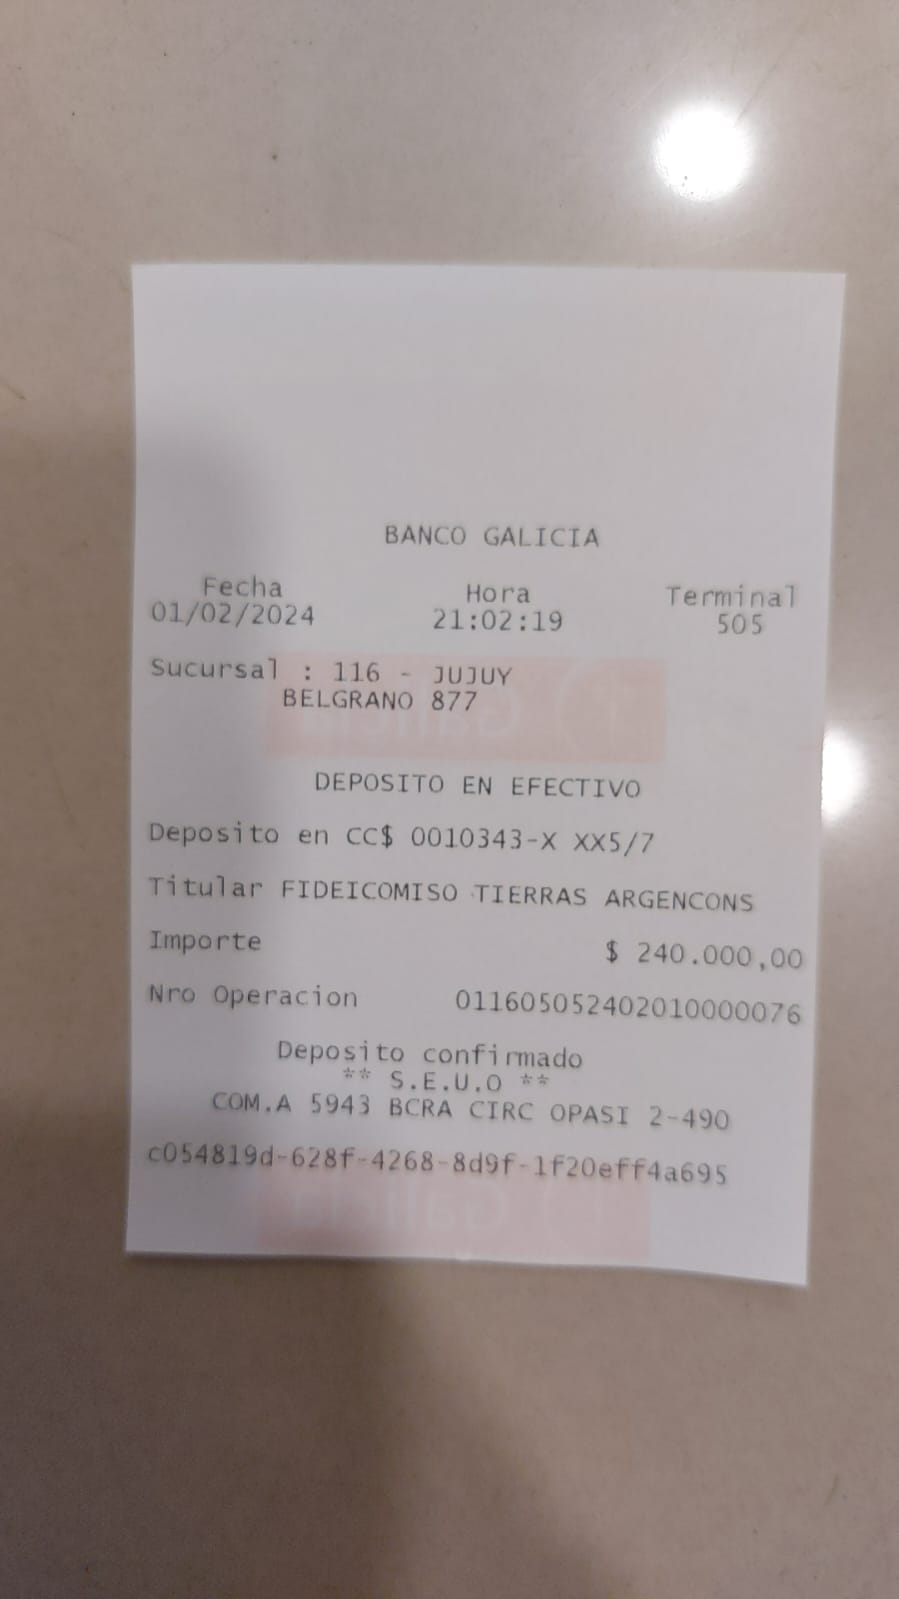 BANCO GALICIA
Fecha Hora Terminal
01/02/2024 21:02:19 505
Sucursal : 116 - JUJUY
BELGRANO 877
DEPOSITO EN EFECTIVO
Deposito en CC$ 0010343-X XX5/7
Titular FIDEICOMISO TIERRAS ARGENCONS
Importe $ 240.000,00
Nro Operacion 011605052402010000076
Deposito confirmado
** S.E.U.O **
COM.A 5943 BCRA CIRC OPASI 2-490
c054819d-628f-4268-8d9f-1f20eff4a695
Galicia